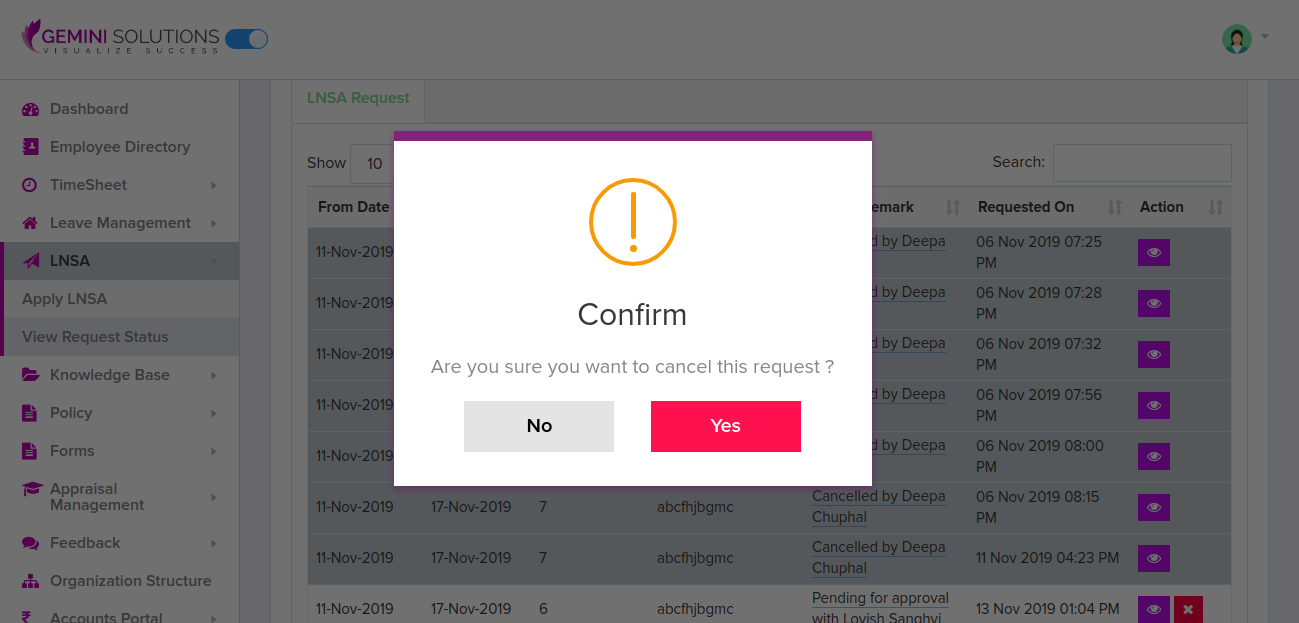 GEMINI SOLUTIONS
VISUALIZE SUCCESS
Dashboard
Employee Directory
TimeSheet
Leave Management
LNSA
Apply LNSA
View Request Status
Knowledge Base
Policy
Forms
Appraisal
Management
Feedback
Organization Structure
Accounts Portal
LNSA Request
Show 10
Search:
From Date emark Requested On Action
11-Nov-2019 d by Deepa 06 Nov 2019 07:25
PM
11-Nov-2019 d by Deepa 06 Nov 2019 07:28
PM
11-Nov-2019 d by Deepa 06 Nov 2019 07:32
PM
11-Nov-2019 d by Deepa 06 Nov 2019 07:56
PM
11-Nov-2019 d by Deepa 06 Nov 2019 08:00
PM
11-Nov-2019 17-Nov-2019 7 abcfhjbgmc Cancelled by Deepa 06 Nov 2019 08:15
Chuphal PM
11-Nov-2019 17-Nov-2019 7 abcfhjbgmc Cancelled by Deepa 11 Nov 2019 04:23 PM
Chuphal
11-Nov-2019 17-Nov-2019 6 abcfhjbgmc Pending for approval 13 Nov 2019 01:04 PM
with Lovish Sanghvi
Confirm
Are you sure you want to cancel this request ?
No
Yes